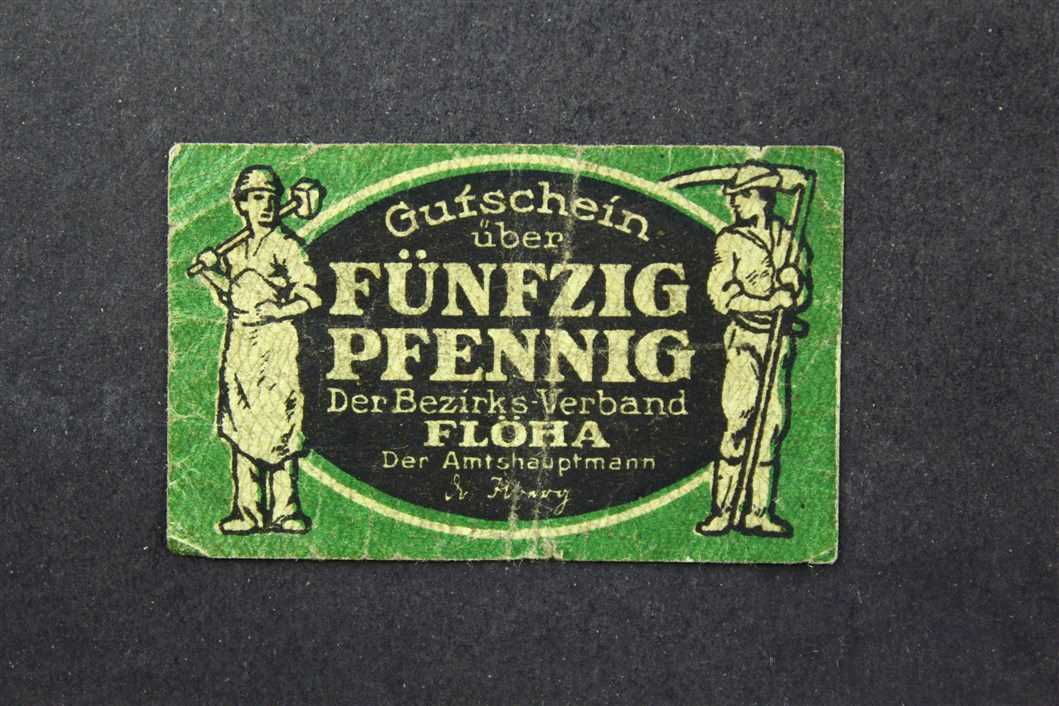 Gutschein
über
FÜNFZIG
PFENNIG
Der Bezirks-Verband
FLÖHA
Der Amtshauptmann